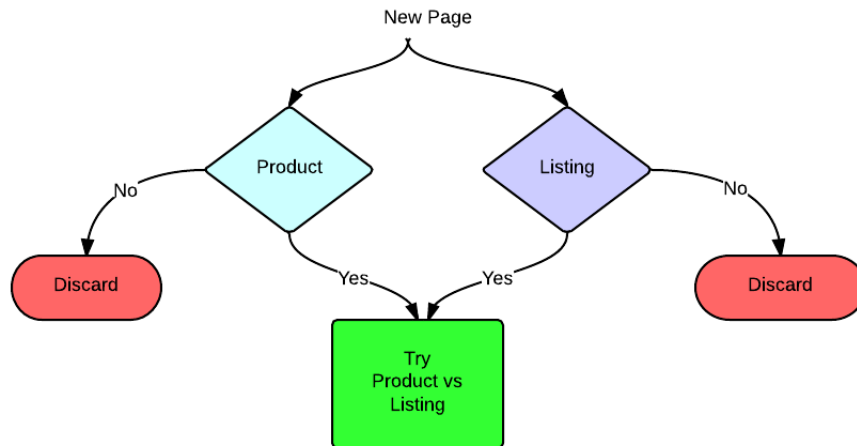 New Page
Product
Listing
No
No
Discard
Yes
Yes
Discard
Try
Product vs
Listing